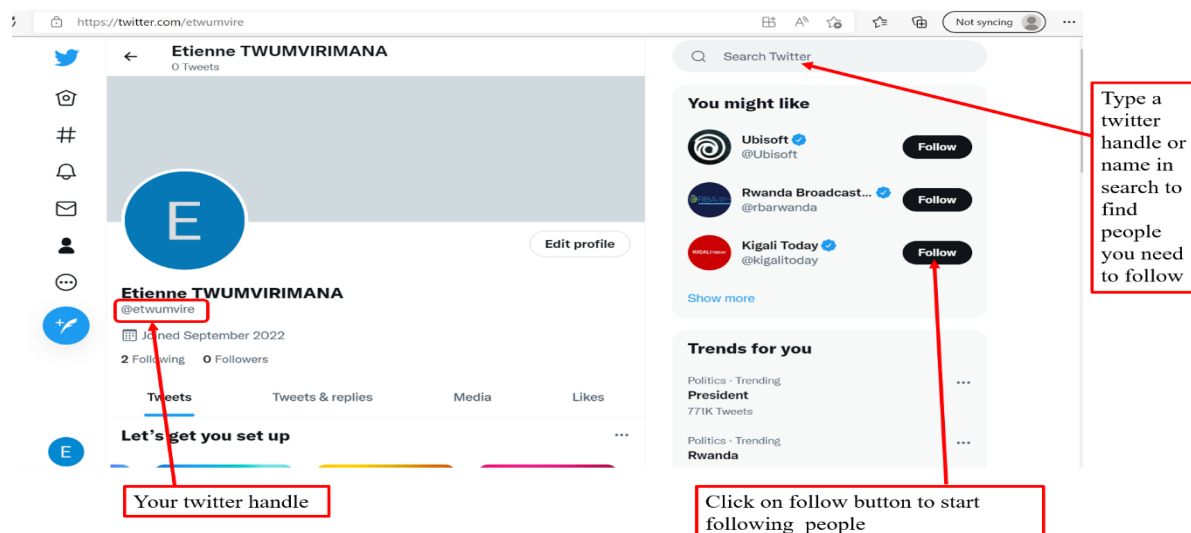 https://twitter.com/etwumvire
Not syncing
Etienne TWUMVIRIMANA
0 Tweets
E
Edit profile
Etienne TWUMVIRIMANA
@etwumvire
Joined September 2022
2 Following 0 Followers
Tweets Tweets & replies Media Likes
Let's get you set up
E
Search Twitter
You might like
Ubisoft
@Ubisoft
Follow
Rwanda Broadcast...
@rbarwanda
Follow
Kigali Today
@kigalitoday
Follow
Show more
Trends for you
Politics · Trending
President
771K Tweets
Politics · Trending
Rwanda
Type a
twitter
handle or
name in
search to
find
people
you need
to follow
Your twitter handle
Click on follow button to start
following people